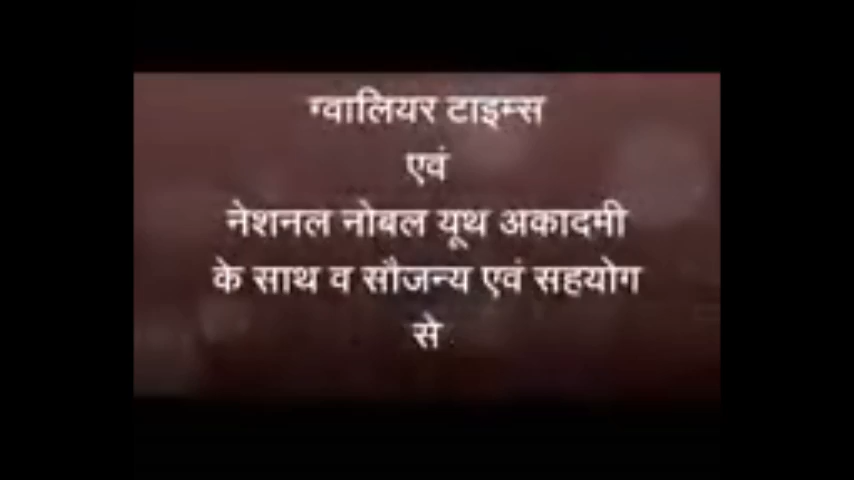 ग्वालियर टाइम्स
एवं
नेशनल नोबल यूथ अकादमी
के साथ व सौजन्य एवं सहयोग
से